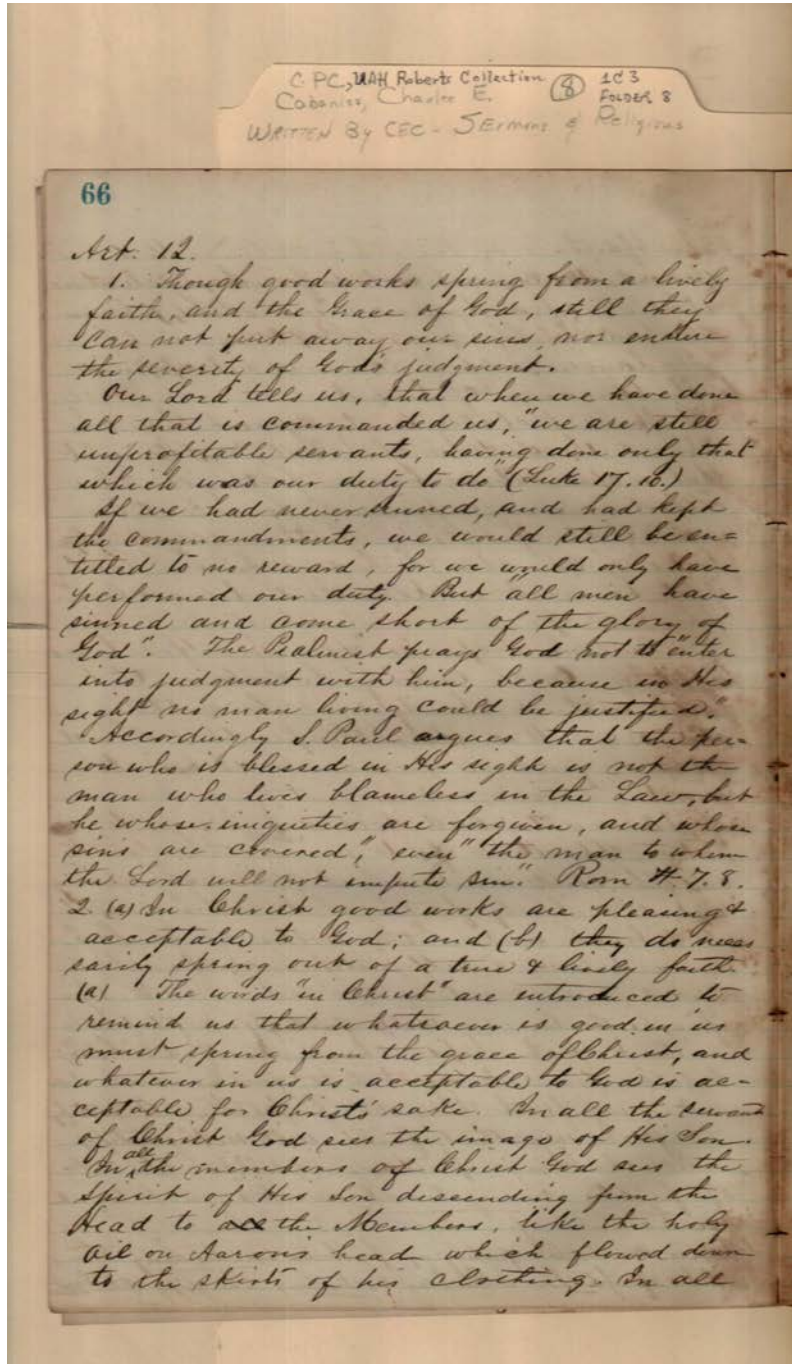 C.PC, UAH Roberts Collection 8 1C3
Cabaniss, Charles E. FOLDER 8
WRITTEN By CEC - SErmons & Religious
66
Art. 12.
1. Though good works spring from a lively
faith, and the Grace of God, still they
can not put away our sins, nor endure
the severity of God's judgment.
Our Lord tells us, that when we have done
all that is commanded us, "we are still
unprofitable servants, having done only that
which was our duty to do" (Luke 17.10.)
If we had never sinned, and had kept
the commandments, we would still be en=
titled to no reward, for we would only have
performed our duty. But "all men have
sinned and come short of the glory of
God". The Psalmist prays God not to "enter
into judgment with him, because in His
sight no man living could be justified."
Accordingly S. Paul argues that the per=
son who is blessed in His sight is not the
man who lives blameless in the Law, but
he whose iniquities are forgiven, and whose
sins are covered", even "the man to whom
the Lord will not impute sin." Rom 4.7.8.
2 (a) In Christ good works are pleasing &
acceptable to God; and (b) they do neces
sarily spring out of a true & lively faith.
(a) The words "in Christ" are introduced to
remind us that whatsoever is good in us
must spring from the grace of Christ, and
whatever in us is acceptable to God is ac=
ceptable for Christ's sake. In all the servants
of Christ God sees the image of His Son.
In all the members of Christ God sees the
Spirit of His Son descending from the
Head to all the Members, like the holy
oil on Aaron's head which flowed down
to the skirts of his clothing. In all